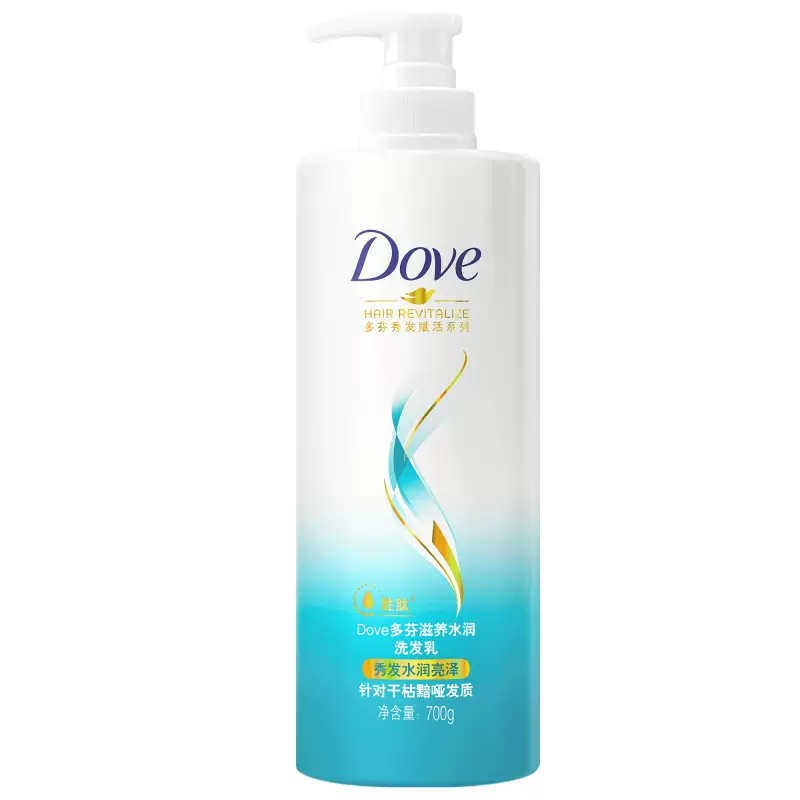 Dove
HAIR REVITALIZE
多芬秀发赋活系列
胜肽+
Dove多芬滋养水润
洗发乳
秀发水润亮泽
针对干枯黯哑发质
净含量：700g